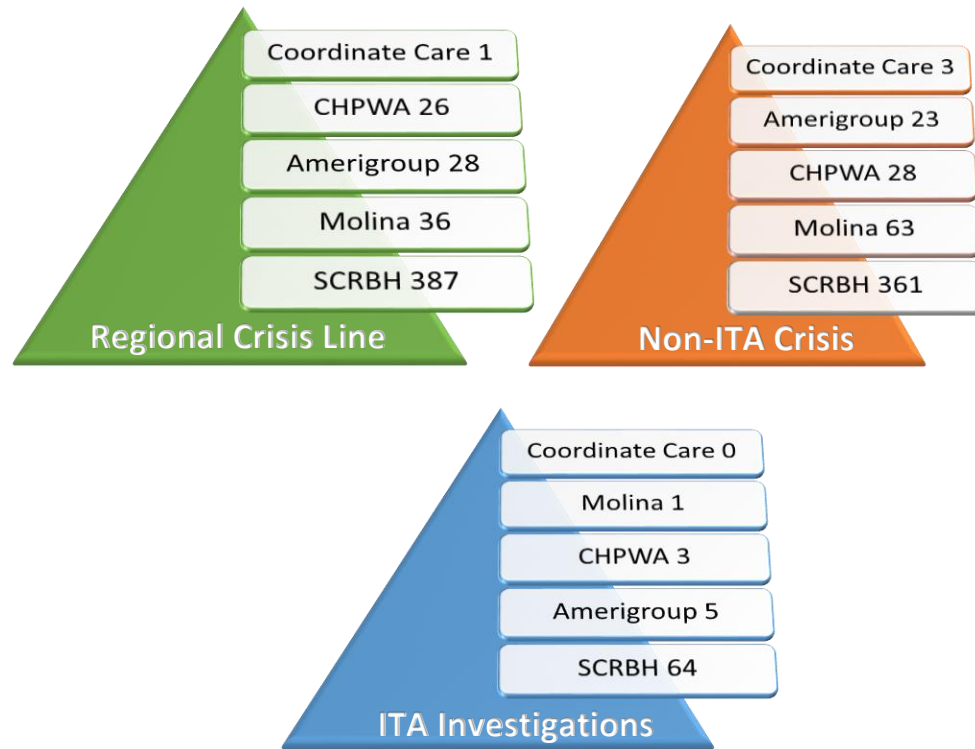 Coordinate Care 1
CHPWA 26
Amerigroup 28
Molina 36
SCRBH 387
Regional Crisis Line
Coordinate Care 3
Amerigroup 23
CHPWA 28
Molina 63
SCRBH 361
Non-ITA Crisis
Coordinate Care 0
Molina 1
CHPWA 3
Amerigroup 5
SCRBH 64
ITA Investigations